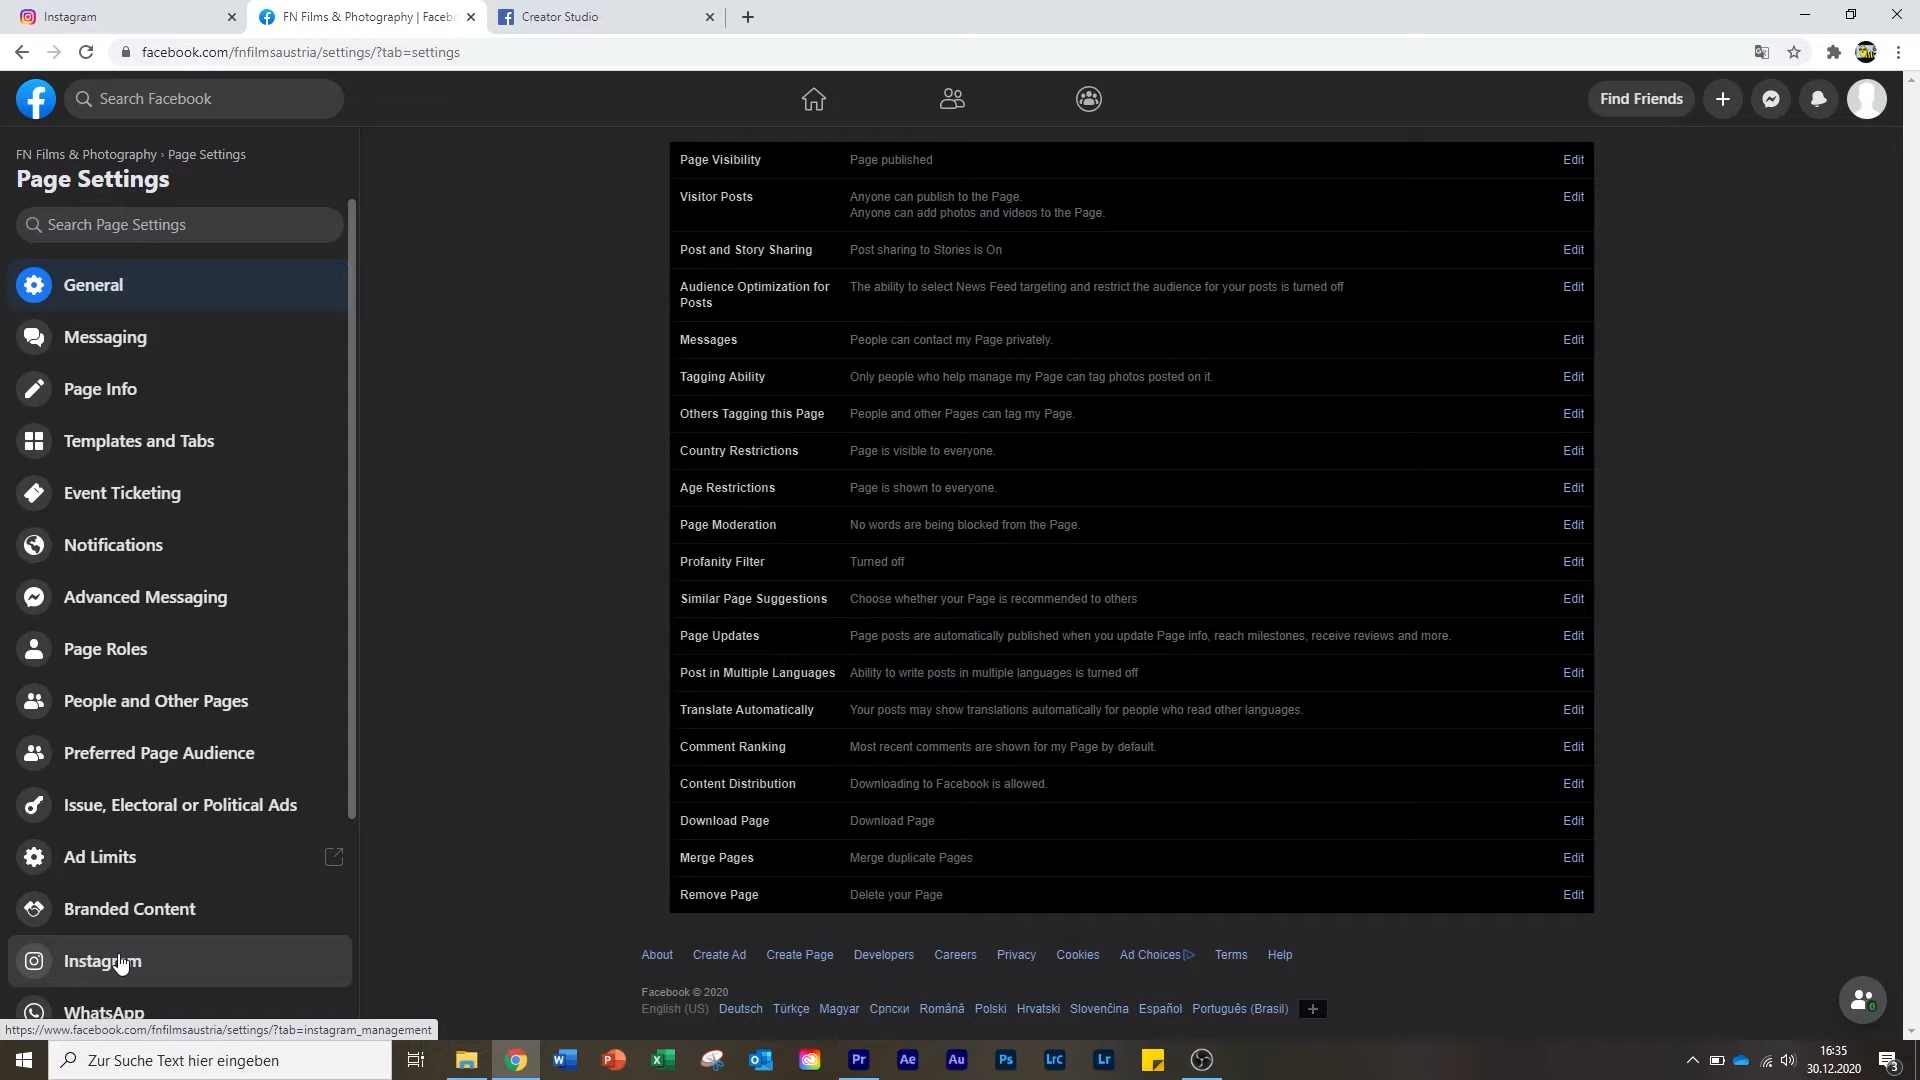 Instagram
FN Films & Photography | Facebo
Creator Studio
facebook.com/fnfilmsaustria/settings/?tab=settings
Search Facebook
Find Friends
FN Films & Photography › Page Settings
Page Settings
Search Page Settings
General
Messaging
Page Info
Templates and Tabs
Event Ticketing
Notifications
Advanced Messaging
Page Roles
People and Other Pages
Preferred Page Audience
Issue, Electoral or Political Ads
Ad Limits
Branded Content
Instagram
WhatsApp
https://www.facebook.com/fnfilmsaustria/settings/?tab=instagram_management
Page Visibility Page published Edit
Visitor Posts Anyone can publish to the Page. Edit
Anyone can add photos and videos to the Page.
Post and Story Sharing Post sharing to Stories is On Edit
Audience Optimization for The ability to select News Feed targeting and restrict the audience for your posts is turned off Edit
Posts
Messages People can contact my Page privately. Edit
Tagging Ability Only people who help manage my Page can tag photos posted on it. Edit
Others Tagging this Page People and other Pages can tag my Page. Edit
Country Restrictions Page is visible to everyone. Edit
Age Restrictions Page is shown to everyone. Edit
Page Moderation No words are being blocked from the Page. Edit
Profanity Filter Turned off Edit
Similar Page Suggestions Choose whether your Page is recommended to others Edit
Page Updates Page posts are automatically published when you update Page info, reach milestones, receive reviews and more. Edit
Post in Multiple Languages Ability to write posts in multiple languages is turned off Edit
Translate Automatically Your posts may show translations automatically for people who read other languages. Edit
Comment Ranking Most recent comments are shown for my Page by default. Edit
Content Distribution Downloading to Facebook is allowed. Edit
Download Page Download Page Edit
Merge Pages Merge duplicate Pages Edit
Remove Page Delete your Page Edit
About Create Ad Create Page Developers Careers Privacy Cookies Ad Choices Terms Help
Facebook © 2020
English (US) Deutsch Türkçe Magyar Српски Română Polski Hrvatski Slovenčina Español Português (Brasil)
0
Zur Suche Text hier eingeben
Pr
Ae
Au
Ps
LrC
Lr
16:35
30.12.2020
3